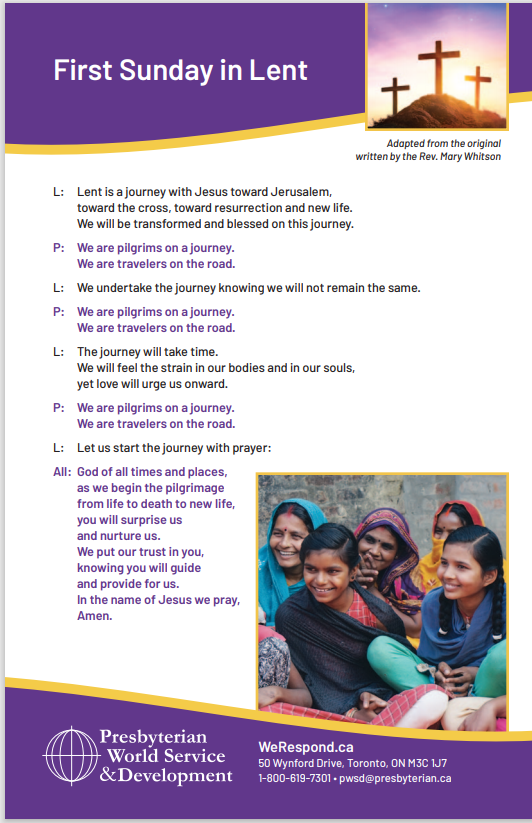 First Sunday in Lent
Adapted from the original
written by the Rev. Mary Whitson
L: Lent is a journey with Jesus toward Jerusalem,
toward the cross, toward resurrection and new life.
We will be transformed and blessed on this journey.
P: We are pilgrims on a journey.
We are travelers on the road.
L: We undertake the journey knowing we will not remain the same.
P: We are pilgrims on a journey.
We are travelers on the road.
L: The journey will take time.
We will feel the strain in our bodies and in our souls,
yet love will urge us onward.
P: We are pilgrims on a journey.
We are travelers on the road.
L: Let us start the journey with prayer:
All: God of all times and places,
as we begin the pilgrimage
from life to death to new life,
you will surprise us
and nurture us.
We put our trust in you,
knowing you will guide
and provide for us.
In the name of Jesus we pray,
Amen.
Presbyterian
World Service
&Development
WeRespond.ca
50 Wynford Drive, Toronto, ON M3C 1J7
1-800-619-7301 • pwsd@presbyterian.ca